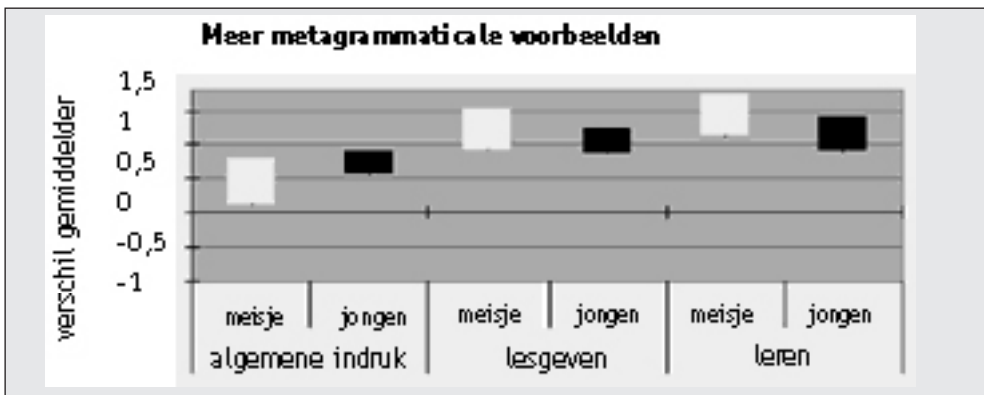 Meer metagrammaticale voorbeelden
verschil gemiddelder
1,5
1
0,5
0
-0,5
-1
meisje jongen meisje jongen meisje jongen
algemene indruk lesgeven leren